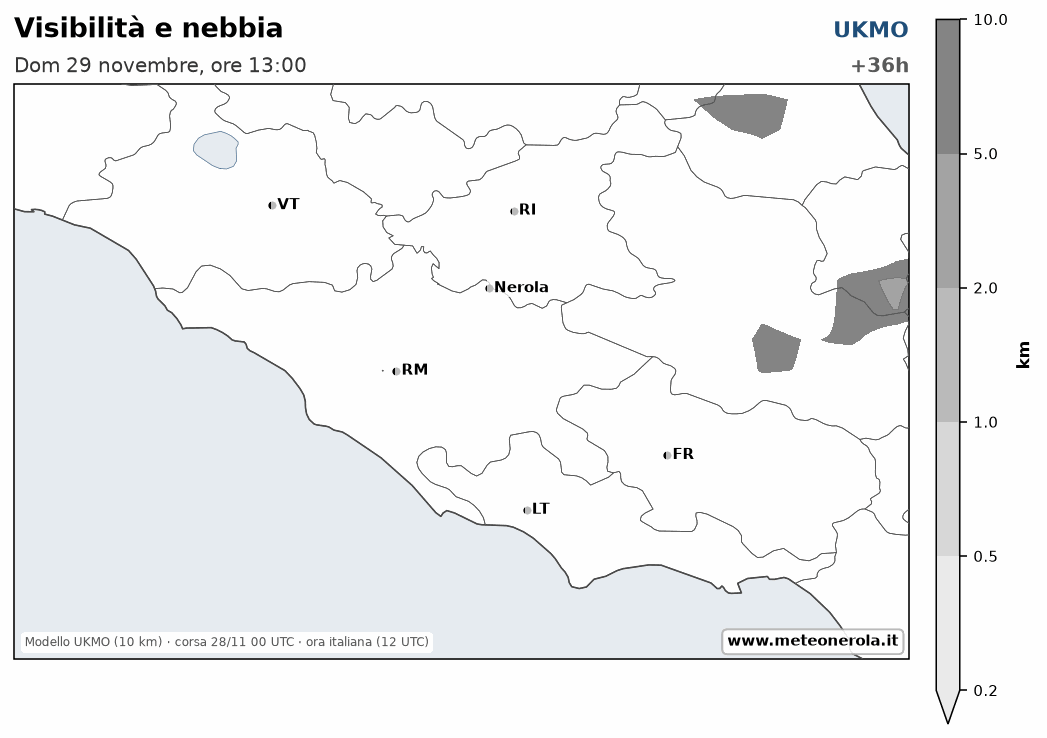 Visibilità e nebbia
UKMO
Dom 29 novembre, ore 13:00
+36h
VT
RI
Nerola
RM
FR
LT
Modello UKMO (10 km) · corsa 28/11 00 UTC · ora italiana (12 UTC)
www.meteonerola.it
10.0
5.0
2.0
1.0
0.5
0.2
km